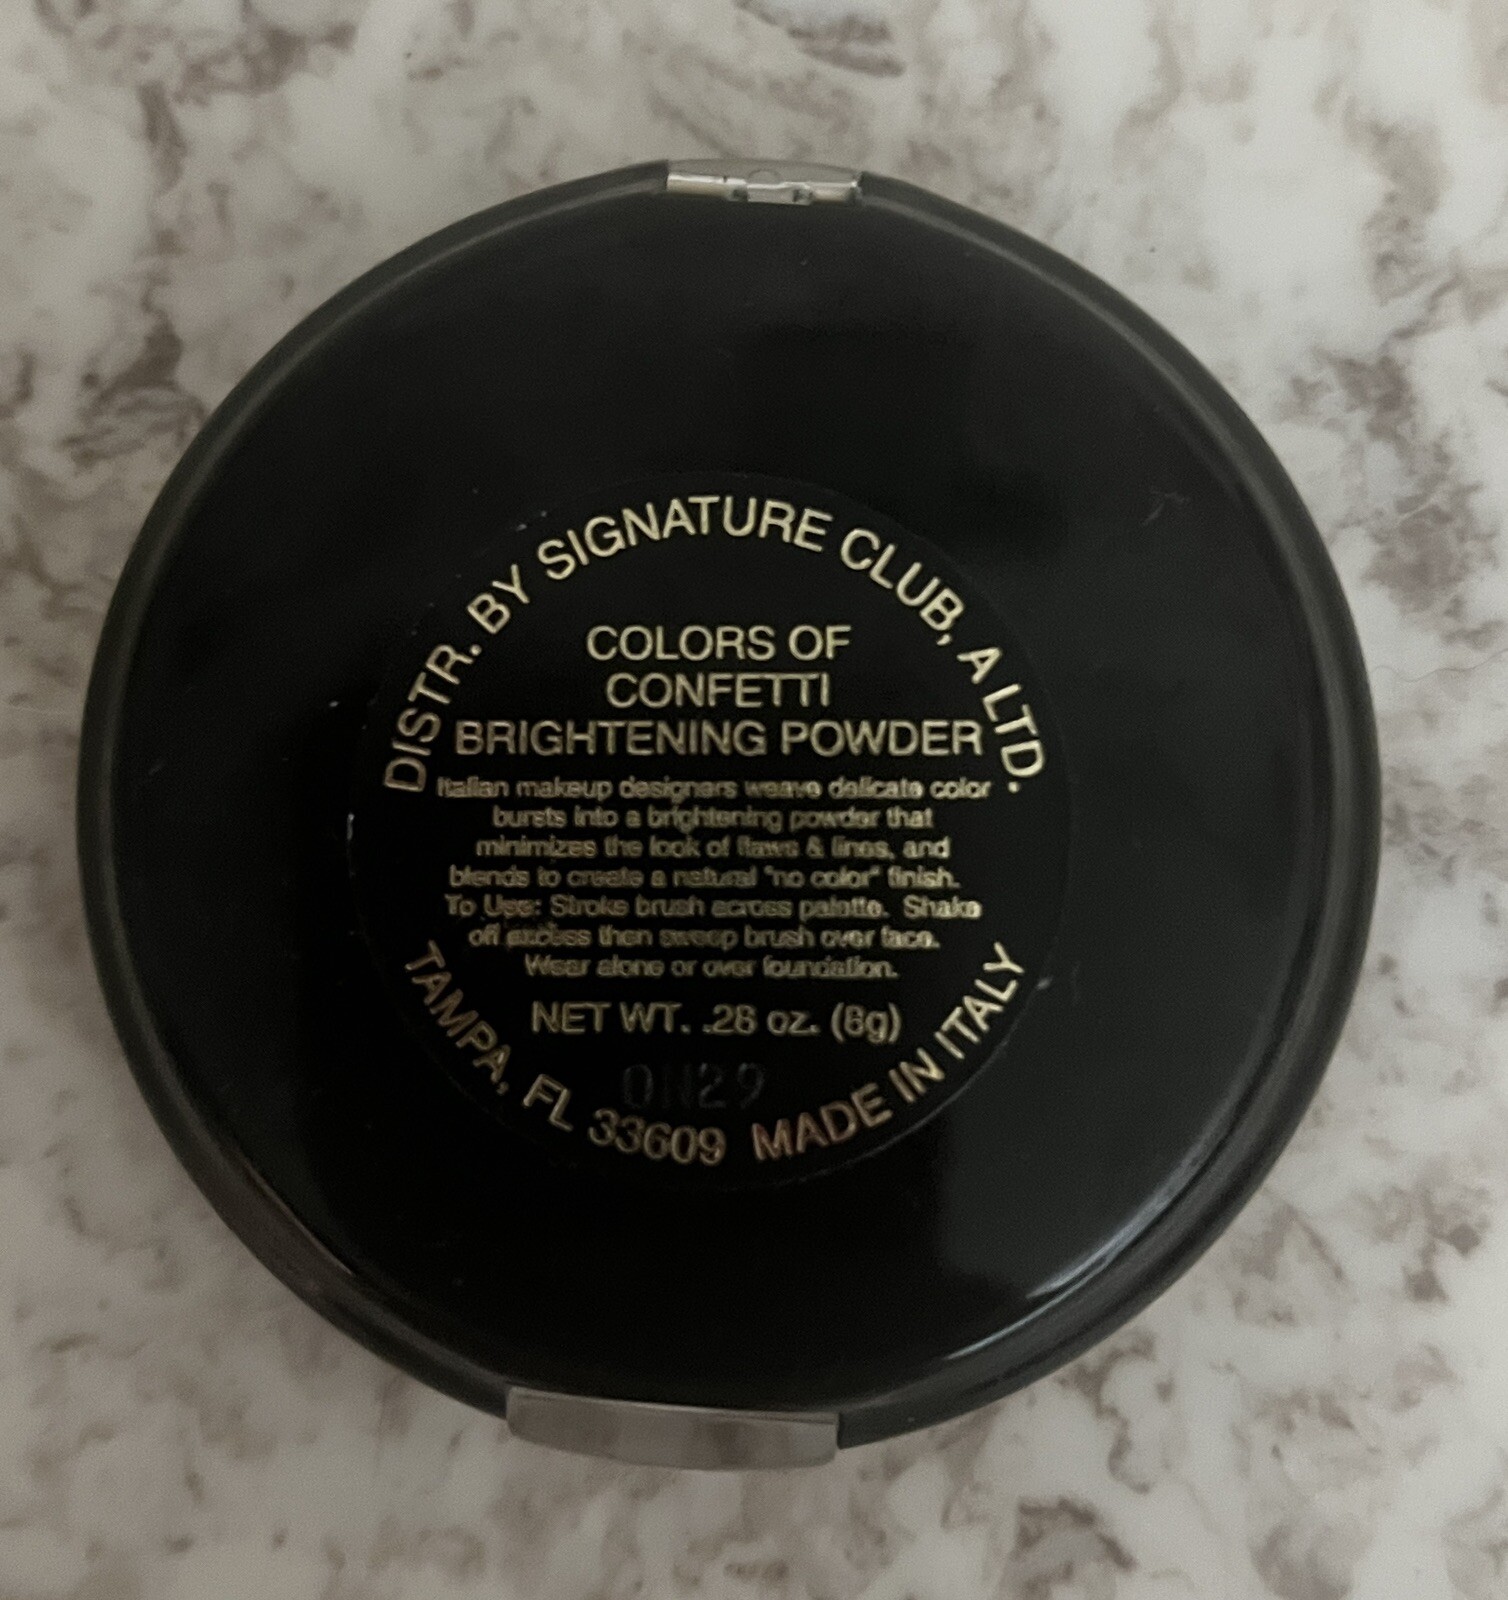 DISTR. BY SIGNATURE CLUB, A LTD.
COLORS OF
CONFETTI
BRIGHTENING POWDER
Italian makeup designers weave delicate color
bursts into a brightening powder that
minimizes the look of flaws & lines, and
blends to create a natural "no color" finish.
To Use: Stroke brush across palette. Shake
off excess then sweep brush over face.
Wear alone or over foundation.
NET WT. .28 oz. (8g)
0N29
TAMPA, FL 33609 MADE IN ITALY